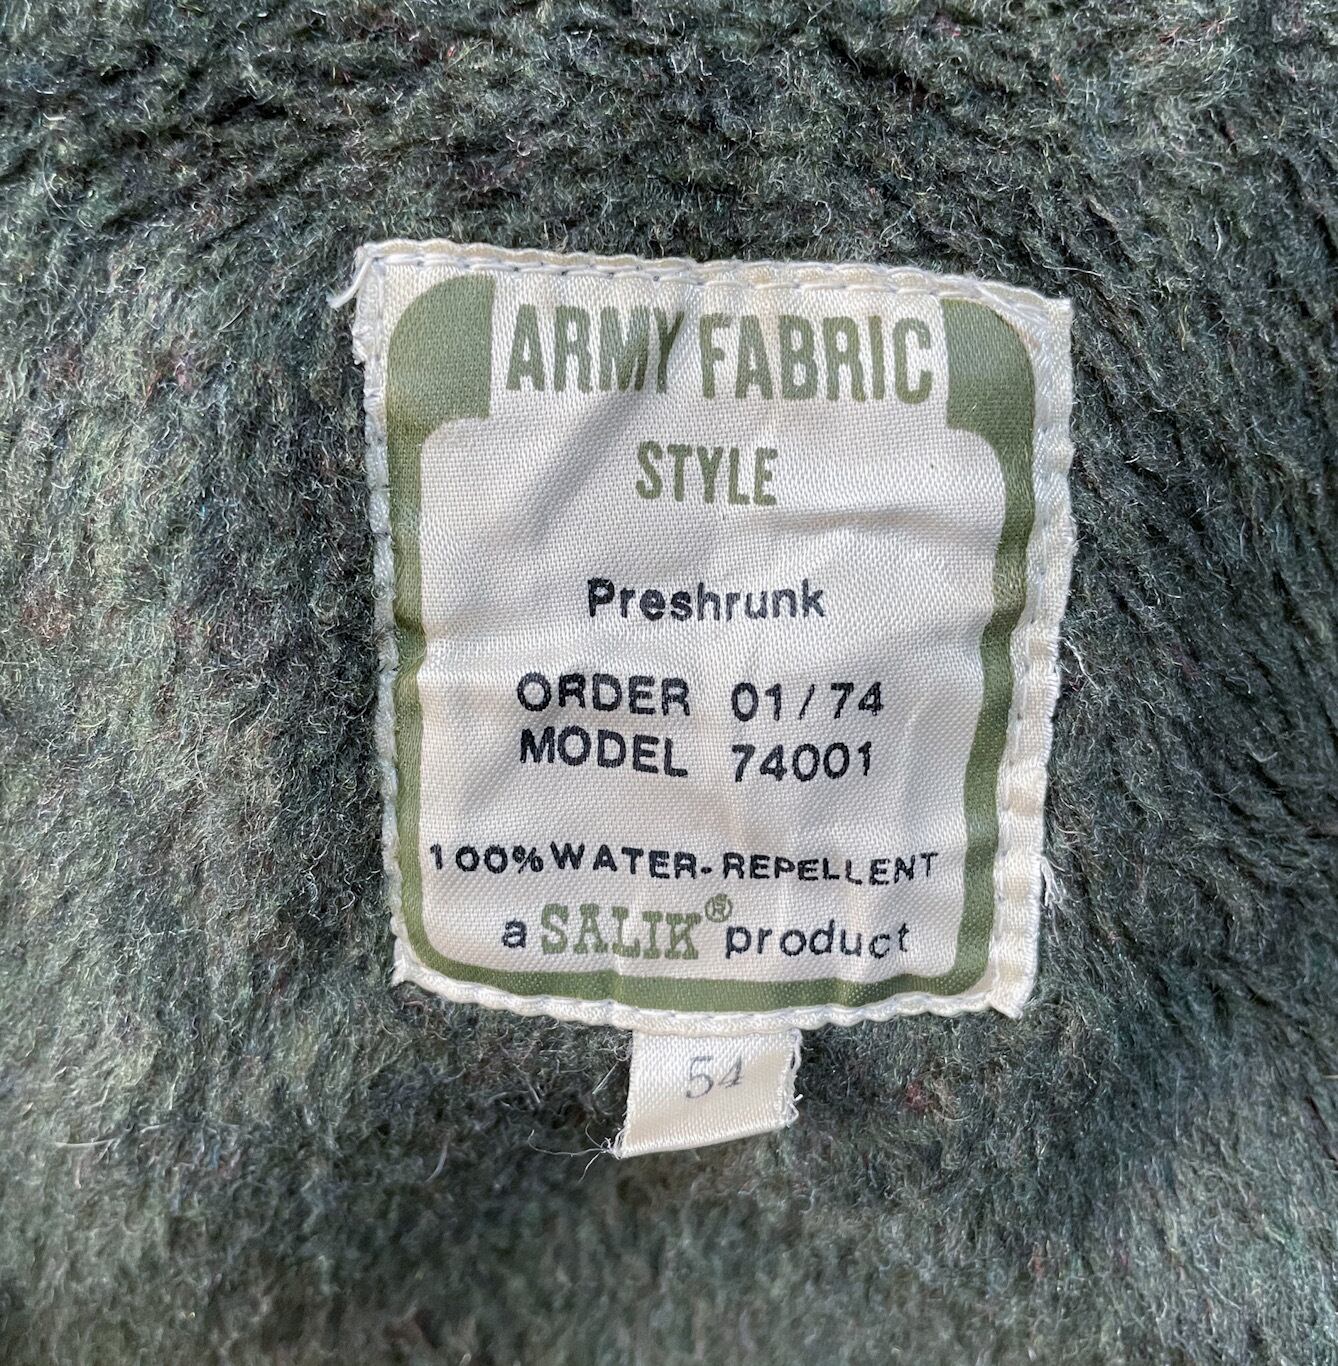 ARMY FABRIC
STYLE
Preshrunk
ORDER 01/74
MODEL 74001
100% WATER-REPELLENT
a SALIK® product
54